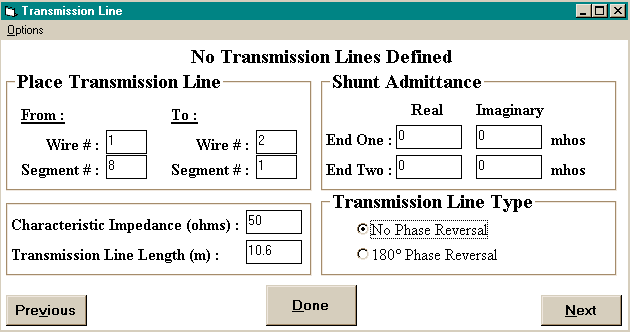 Transmission Line
Options
No Transmission Lines Defined
Place Transmission Line
From :
To :
Wire # : 1
Wire # : 2
Segment # : 8
Segment # : 1
Shunt Admittance
Real
Imaginary
End One : 0 0 mhos
End Two : 0 0 mhos
Characteristic Impedance (ohms) : 50
Transmission Line Length (m) : 10.6
Transmission Line Type
No Phase Reversal
180° Phase Reversal
Previous
Done
Next